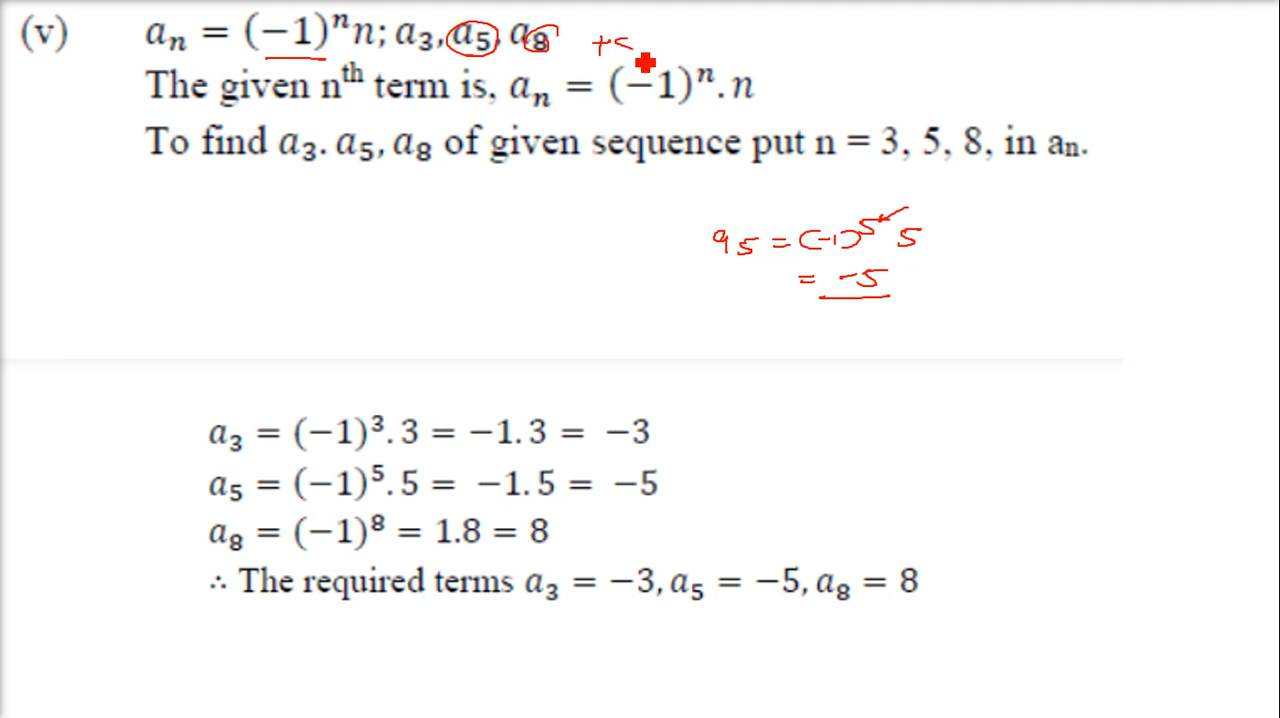 (v) aₙ = (−1)ⁿn; a₃, a₅, a₈
The given nᵗʰ term is, aₙ = (−1)ⁿ. n
To find a₃. a₅, a₈ of given sequence put n = 3, 5, 8, in aₙ.
a5 = (-1)⁵ 5
= -5
a₃ = (−1)³. 3 = −1. 3 = −3
a₅ = (−1)⁵. 5 = −1. 5 = −5
a₈ = (−1)⁸ = 1.8 = 8
∴ The required terms a₃ = −3, a₅ = −5, a₈ = 8